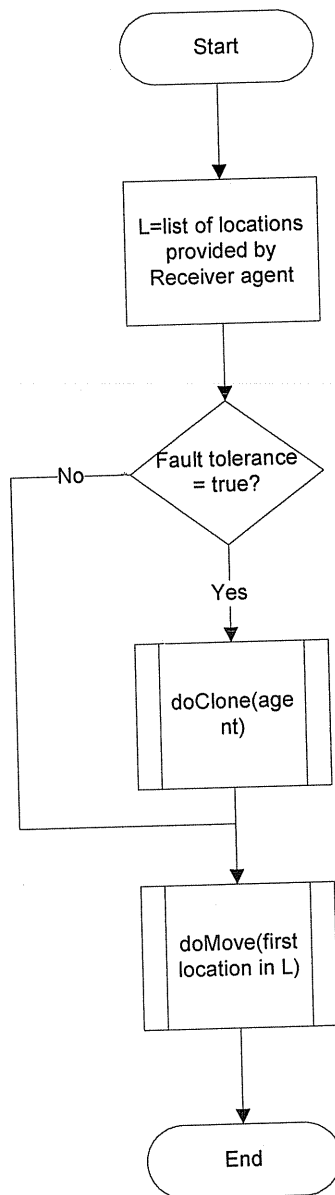 Start
L=list of locations
provided by
Receiver agent
Fault tolerance
= true?
No
Yes
doClone(age
nt)
doMove(first
location in L)
End